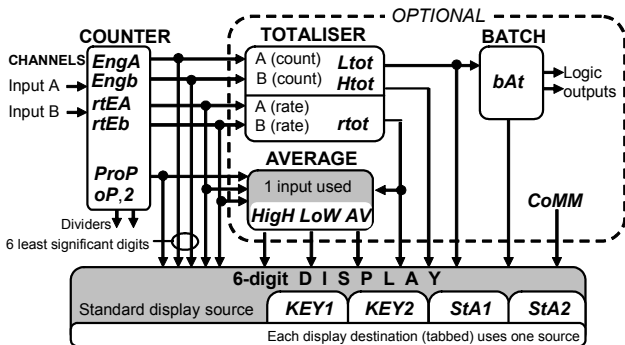 OPTIONAL
COUNTER
TOTALISER
BATCH
CHANNELS
Input A
Input B
EngA
Engb
rtEA
rtEb
ProP
oP,2
A (count)
B (count)
Ltot
Htot
A (rate)
B (rate)
rtot
bAt
Logic
outputs
AVERAGE
1 input used
HigH LoW AV
CoMM
Dividers
6 least significant digits
6-digit D I S P L A Y
Standard display source
KEY1
KEY2
StA1
StA2
Each display destination (tabbed) uses one source